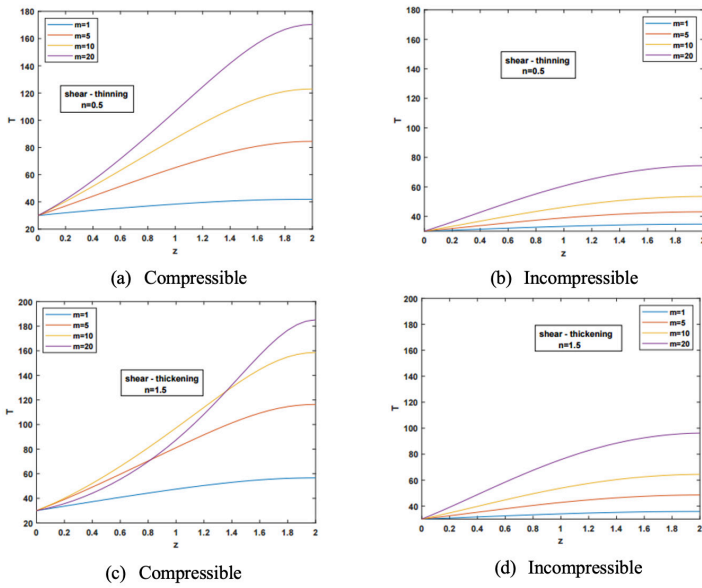 180
160
140
120
100
80
60
40
20
T
m=1
m=5
m=10
m=20
shear - thinning
n=0.5
0 0.2 0.4 0.6 0.8 1 1.2 1.4 1.6 1.8 2
z
(a) Compressible
180
160
140
120
100
80
60
40
T
m=1
m=5
m=10
m=20
shear - thinning
n=0.5
0 0.2 0.4 0.6 0.8 1 1.2 1.4 1.6 1.8 2
z
(b) Incompressible
200
180
160
140
120
100
80
60
40
20
T
m=1
m=5
m=10
m=20
shear - thickening
n=1.5
0 0.2 0.4 0.6 0.8 1 1.2 1.4 1.6 1.8 2
z
(c) Compressible
200
180
160
140
120
100
80
60
40
T
m=1
m=5
m=10
m=20
shear - thickening
n=1.5
0 0.2 0.4 0.6 0.8 1 1.2 1.4 1.6 1.8 2
z
(d) Incompressible